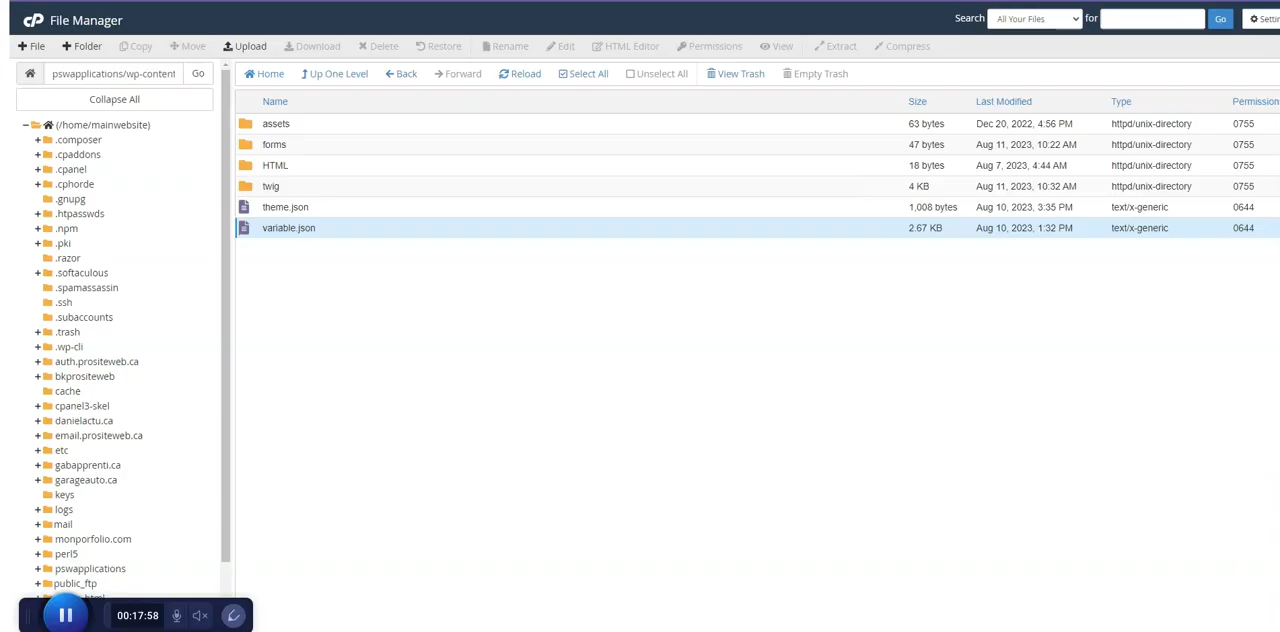 cP File Manager
Search All Your Files for Go Settin
File Folder Copy Move Upload Download Delete Restore Rename Edit HTML Editor Permissions View Extract Compress
pswapplications/wp-content Go
Home Up One Level Back Forward Reload Select All Unselect All View Trash Empty Trash
Collapse All
Name Size Last Modified Type Permission
assets 63 bytes Dec 20, 2022, 4:56 PM httpd/unix-directory 0755
forms 47 bytes Aug 11, 2023, 10:22 AM httpd/unix-directory 0755
HTML 18 bytes Aug 7, 2023, 4:44 AM httpd/unix-directory 0755
twig 4 KB Aug 11, 2023, 10:32 AM httpd/unix-directory 0755
theme.json 1,008 bytes Aug 10, 2023, 3:35 PM text/x-generic 0644
variable.json 2.67 KB Aug 10, 2023, 1:32 PM text/x-generic 0644
(/home/mainwebsite)
.composer
.cpaddons
.cpanel
.cphorde
.gnupg
.htpasswds
.npm
.pki
.razor
.softaculous
.spamassassin
.ssh
.subaccounts
.trash
.wp-cli
auth.prositeweb.ca
bkprositeweb
cache
cpanel3-skel
danielactu.ca
email.prositeweb.ca
etc
gabapprenti.ca
garageauto.ca
keys
logs
mail
monporfolio.com
perl5
pswapplications
public_ftp
00:17:58